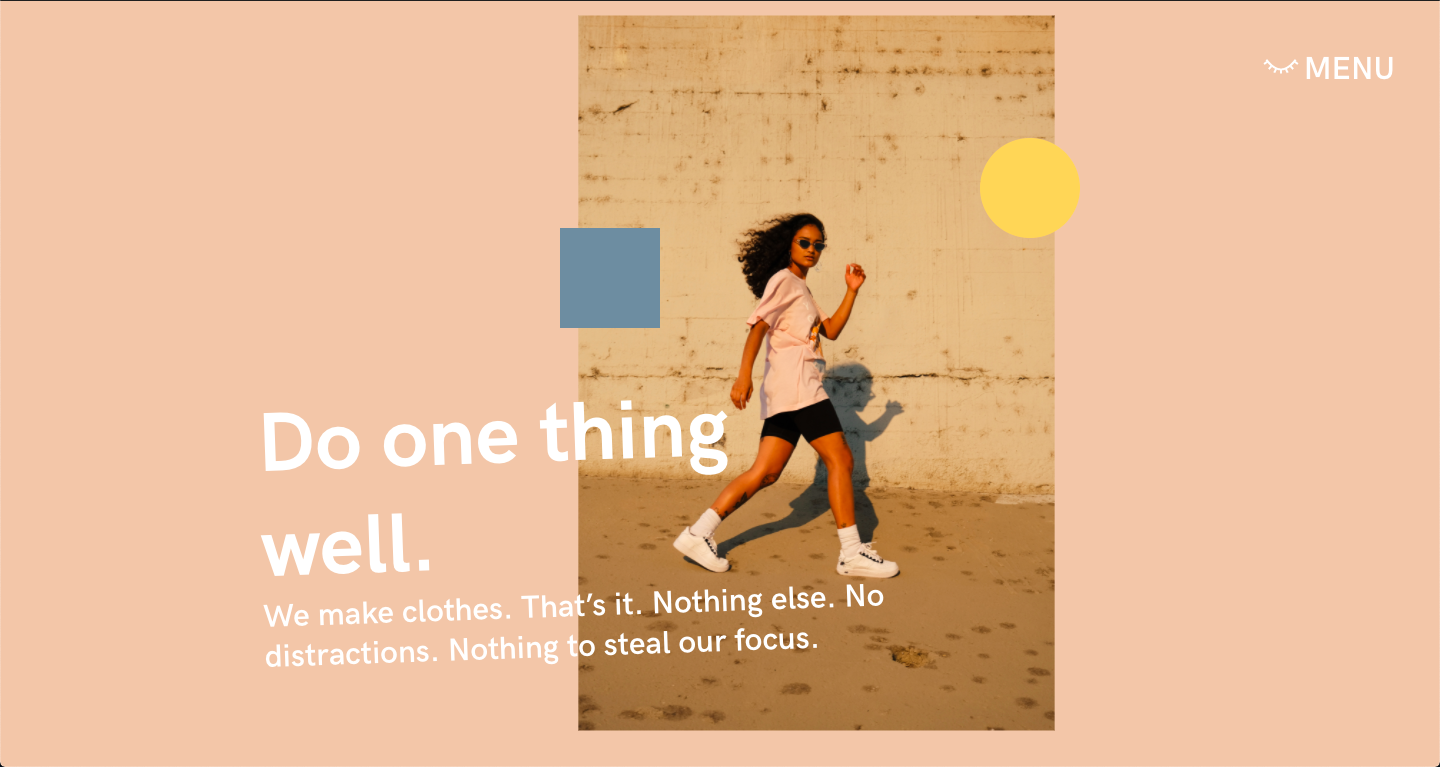 MENU
Do one thing
well.
We make clothes. That’s it. Nothing else. No
distractions. Nothing to steal our focus.